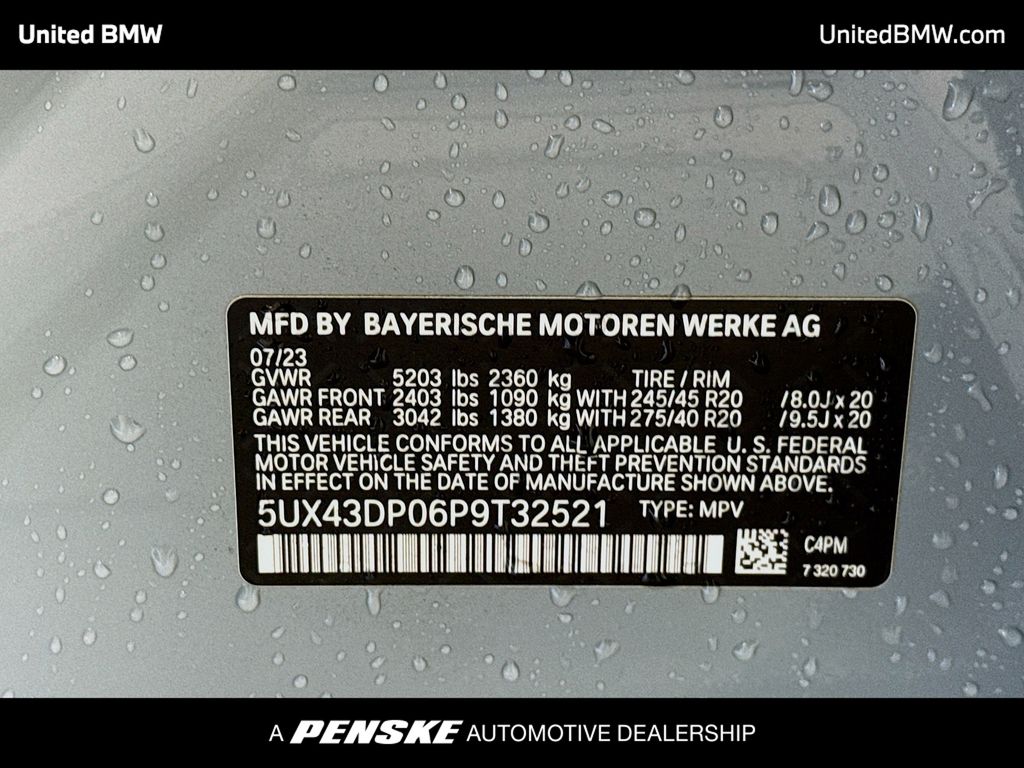 United BMW
UnitedBMW.com
MFD BY BAYERISCHE MOTOREN WERKE AG
07/23
GVWR 5203 lbs 2360 kg TIRE / RIM
GAWR FRONT 2403 lbs 1090 kg WITH 245/45 R20 /8.0J x 20
GAWR REAR 3042 lbs 1380 kg WITH 275/40 R20 /9.5J x 20
THIS VEHICLE CONFORMS TO ALL APPLICABLE U. S. FEDERAL
MOTOR VEHICLE SAFETY AND THEFT PREVENTION STANDARDS
IN EFFECT ON THE DATE OF MANUFACTURE SHOWN ABOVE.
5UX43DP06P9T32521 TYPE: MPV
C4PM
7 320 730
A PENSKE AUTOMOTIVE DEALERSHIP